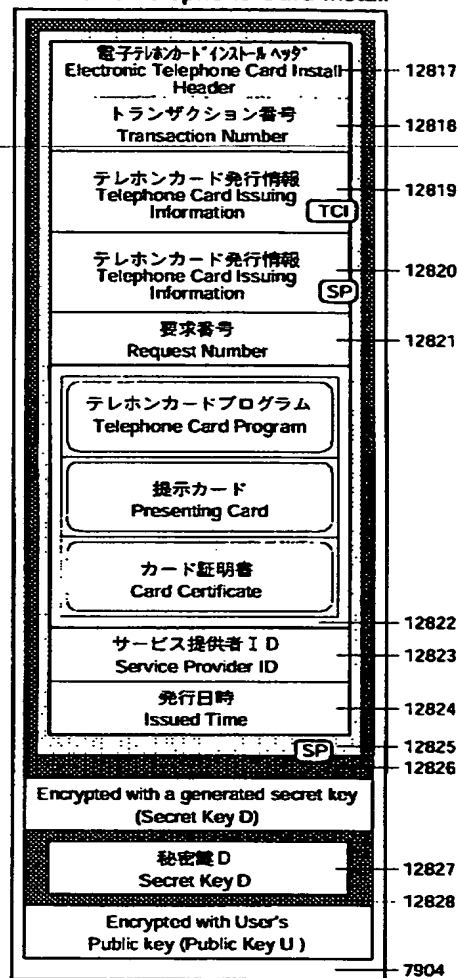 電子テレホンカード インストール ヘッダ
Electronic Telephone Card Install
Header
12817
トランザクション番号
Transaction Number
12818
テレホンカード発行情報
Telephone Card Issuing
Information
TCI
12819
テレホンカード発行情報
Telephone Card Issuing
Information
SP
12820
要求番号
Request Number
12821
テレホンカードプログラム
Telephone Card Program
提示カード
Presenting Card
カード証明書
Card Certificate
12822
サービス提供者 I D
Service Provider ID
12823
発行日時
Issued Time
12824
SP
12825
12826
Encrypted with a generated secret key
(Secret Key D)
秘密鍵 D
Secret Key D
12827
12828
Encrypted with User's
Public key (Public Key U )
7904